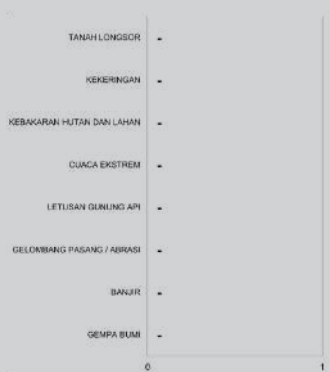 TANAH LONGSOR -
KEKERINGAN -
KEBAKARAN HUTAN DAN LAHAN -
CUACA EKSTREM -
LETUSAN GUNUNG API -
GELOMBANG PASANG / ABRASI -
BANJIR -
GEMPA BUMI -
0 1